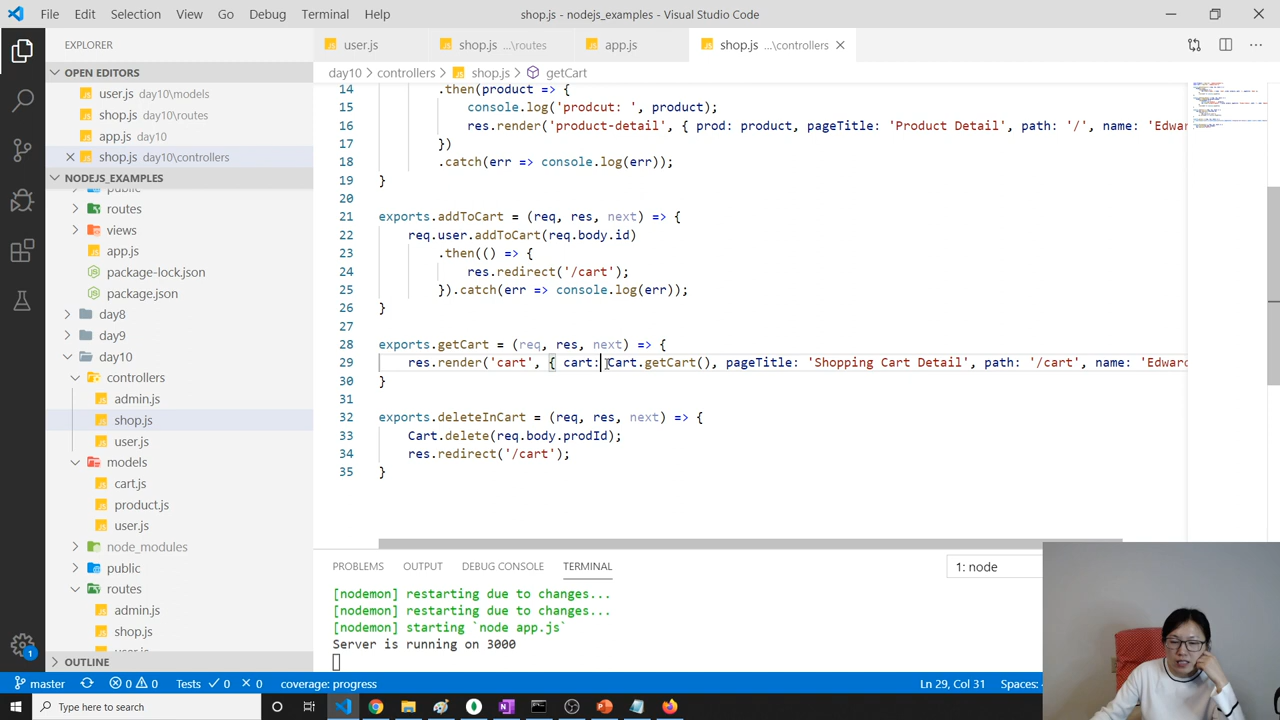 File Edit Selection View Go Debug Terminal Help
shop.js - nodejs_examples - Visual Studio Code
EXPLORER
OPEN EDITORS
user.js day10\models
shop.js day10\routes
app.js day10
shop.js day10\controllers
NODEJS_EXAMPLES
public
routes
views
app.js
package-lock.json
package.json
day8
day9
day10
controllers
admin.js
shop.js
user.js
models
cart.js
product.js
user.js
node_modules
public
routes
admin.js
shop.js
OUTLINE
user.js shop.js ...\routes app.js shop.js ...\controllers
day10 > controllers > shop.js > getCart
14 .then(product => {
15 console.log('prodcut: ', product);
16 res.render('product-detail', { prod: product, pageTitle: 'Product Detail', path: '/', name: 'Edwar
17 })
18 .catch(err => console.log(err));
19 }
20
21 exports.addToCart = (req, res, next) => {
22 req.user.addToCart(req.body.id)
23 .then(() => {
24 res.redirect('/cart');
25 }).catch(err => console.log(err));
26 }
27
28 exports.getCart = (req, res, next) => {
29 res.render('cart', { cart: Cart.getCart(), pageTitle: 'Shopping Cart Detail', path: '/cart', name: 'Edward
30 }
31
32 exports.deleteInCart = (req, res, next) => {
33 Cart.delete(req.body.prodId);
34 res.redirect('/cart');
35 }
PROBLEMS OUTPUT DEBUG CONSOLE TERMINAL
1: node
[nodemon] restarting due to changes...
[nodemon] restarting due to changes...
[nodemon] starting `node app.js`
Server is running on 3000
master 0 0 Tests 0 0 coverage: progress
Ln 29, Col 31 Spaces:
Type here to search